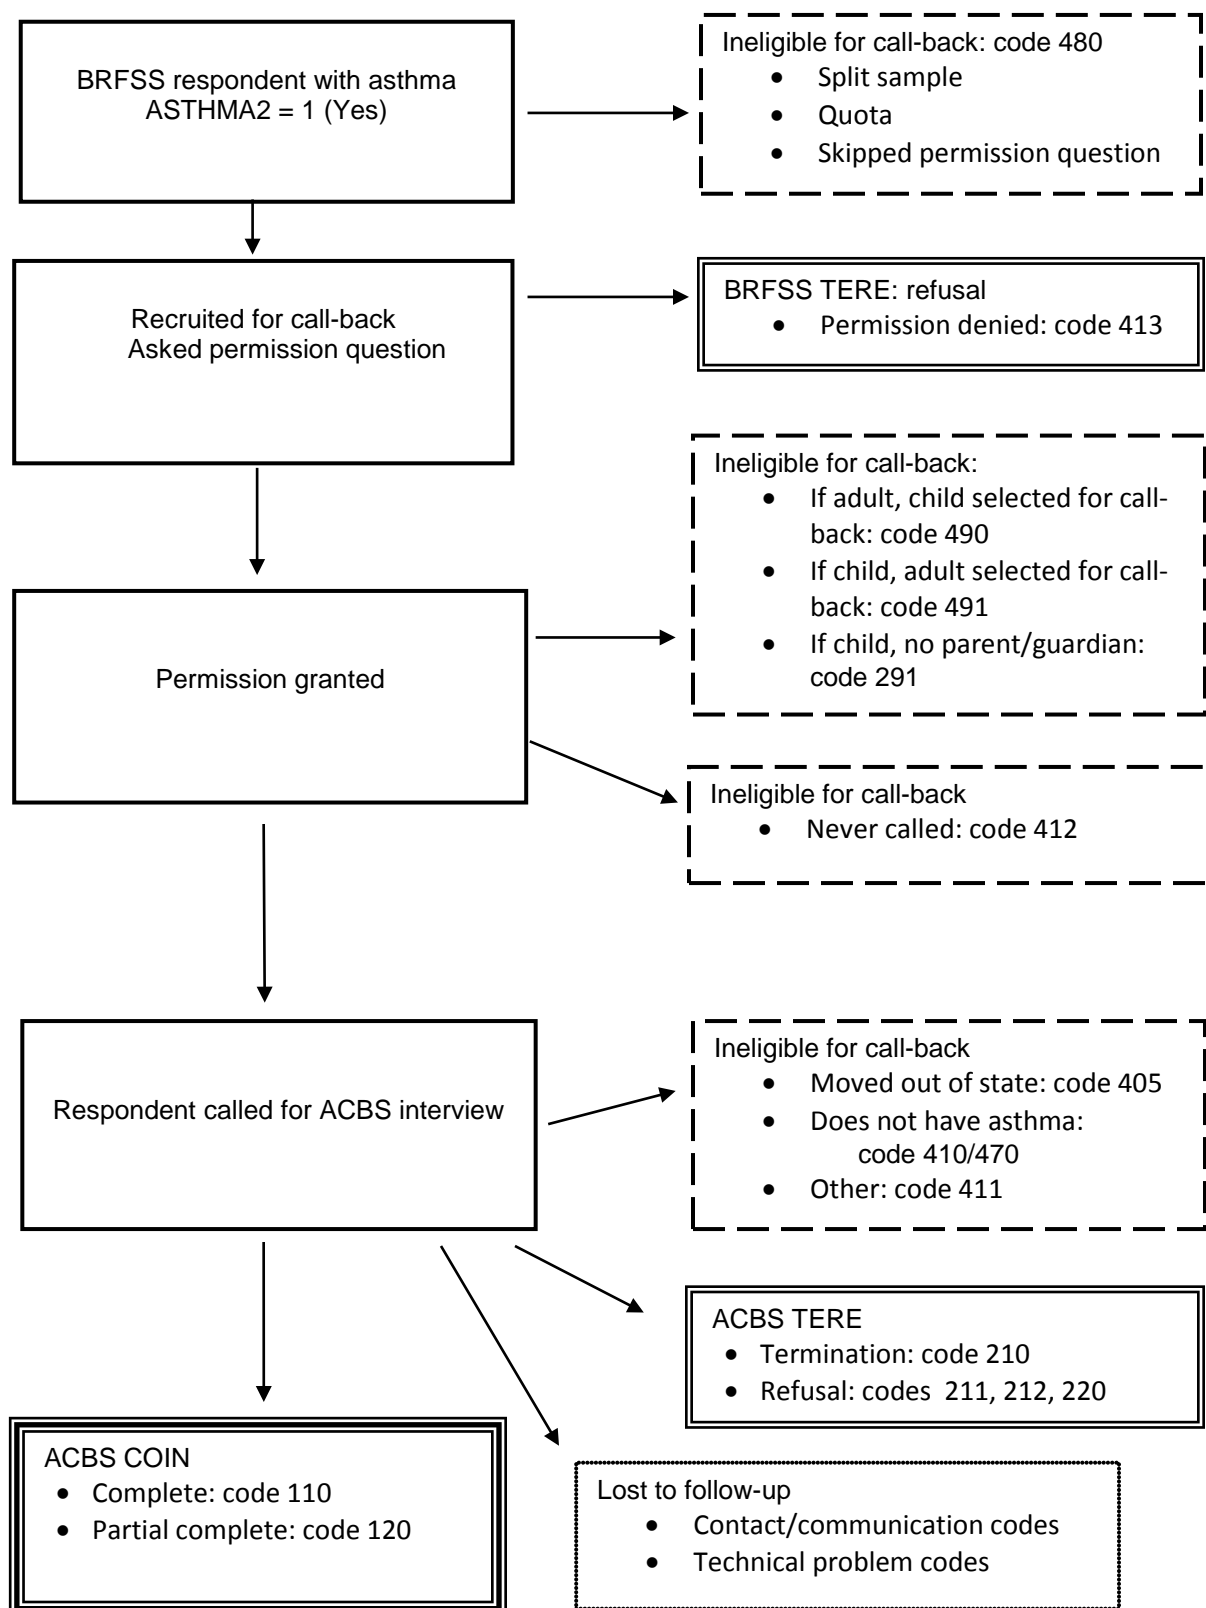 BRFSS respondent with asthma
ASTHMA2 = 1 (Yes)
Ineligible for call-back: code 480
• Split sample
• Quota
• Skipped permission question
Recruited for call-back
Asked permission question
BRFSS TERE: refusal
• Permission denied: code 413
Permission granted
Ineligible for call-back:
• If adult, child selected for call-
back: code 490
• If child, adult selected for call-
back: code 491
• If child, no parent/guardian:
code 291
Ineligible for call-back
• Never called: code 412
Respondent called for ACBS interview
Ineligible for call-back
• Moved out of state: code 405
• Does not have asthma:
code 410/470
• Other: code 411
ACBS TERE
• Termination: code 210
• Refusal: codes 211, 212, 220
ACBS COIN
• Complete: code 110
• Partial complete: code 120
Lost to follow-up
• Contact/communication codes
• Technical problem codes